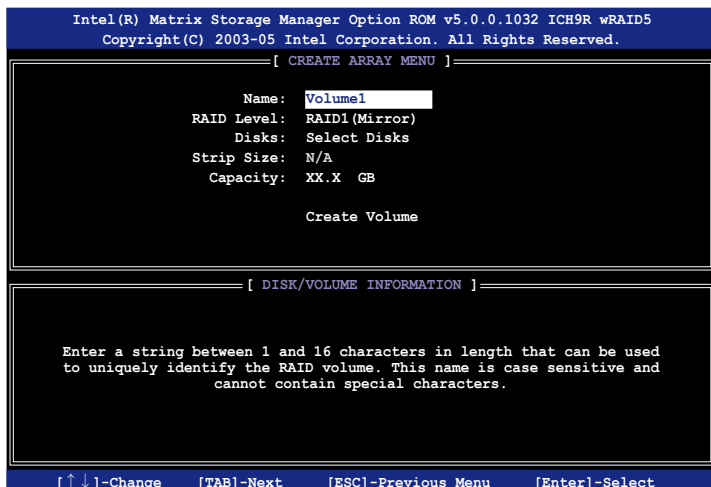 Intel(R) Matrix Storage Manager Option ROM v5.0.0.1032 ICH9R wRAID5
Copyright(C) 2003-05 Intel Corporation. All Rights Reserved.
[ CREATE ARRAY MENU ]
Name: Volume1
RAID Level: RAID1(Mirror)
Disks: Select Disks
Strip Size: N/A
Capacity: XX.X GB
Create Volume
[ DISK/VOLUME INFORMATION ]
Enter a string between 1 and 16 characters in length that can be used
to uniquely identify the RAID volume. This name is case sensitive and
cannot contain special characters.
[↑↓]-Change [TAB]-Next [ESC]-Previous Menu [Enter]-Select